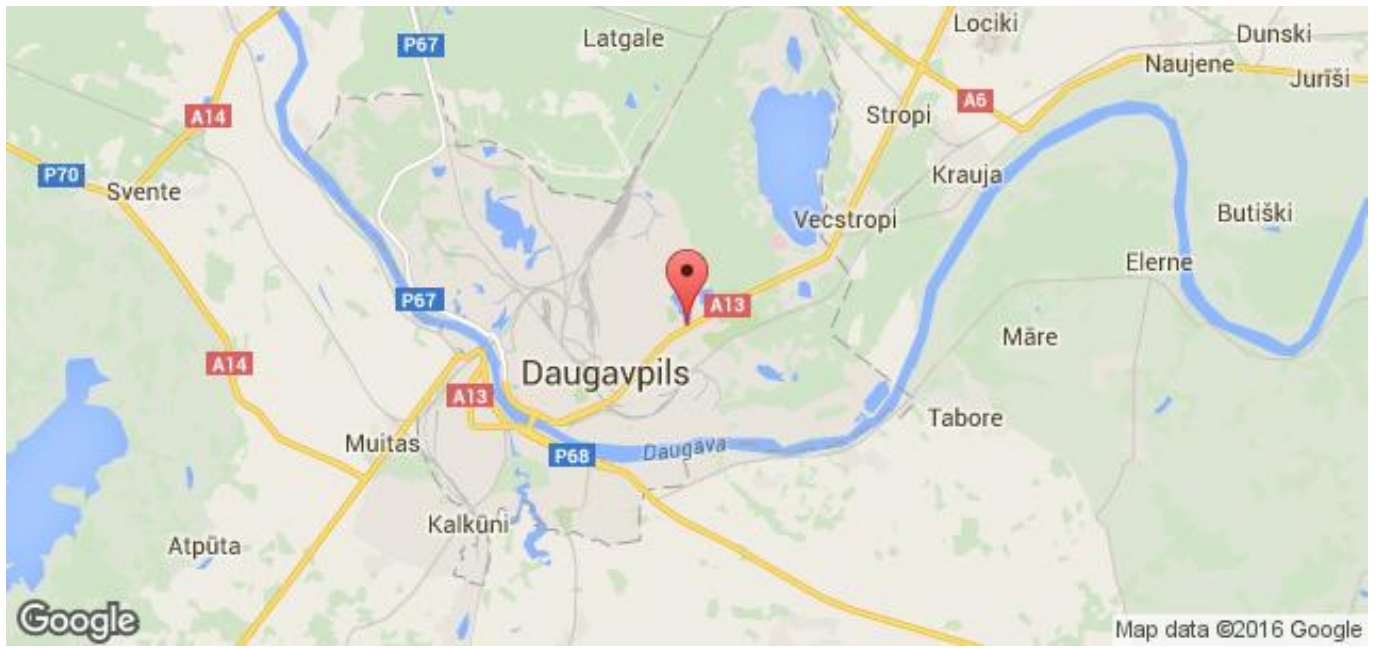 Lociki
Dunski
P67
Latgale
Naujene
Jurīši
A6
A14
Stropi
P70
Svente
Krauja
Vecstropi
Butiški
Elerne
P67
A13
Māre
A14
Daugavpils
A13
Tabore
Muitas
Daugava
P68
Kalkūni
Atpūta
Google
Map data ©2016 Google